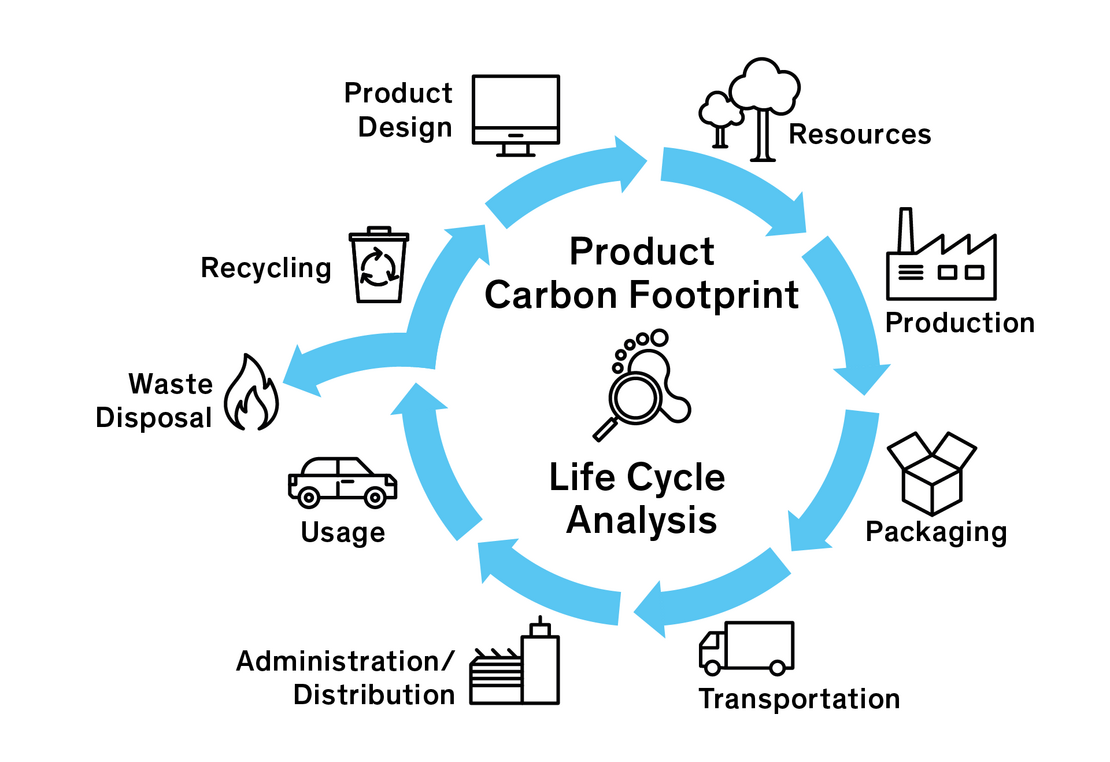 Product
Design
Resources
Product
Carbon Footprint
Recycling
Production
Waste
Disposal
Life Cycle
Analysis
Usage
Packaging
Administration/
Distribution
Transportation